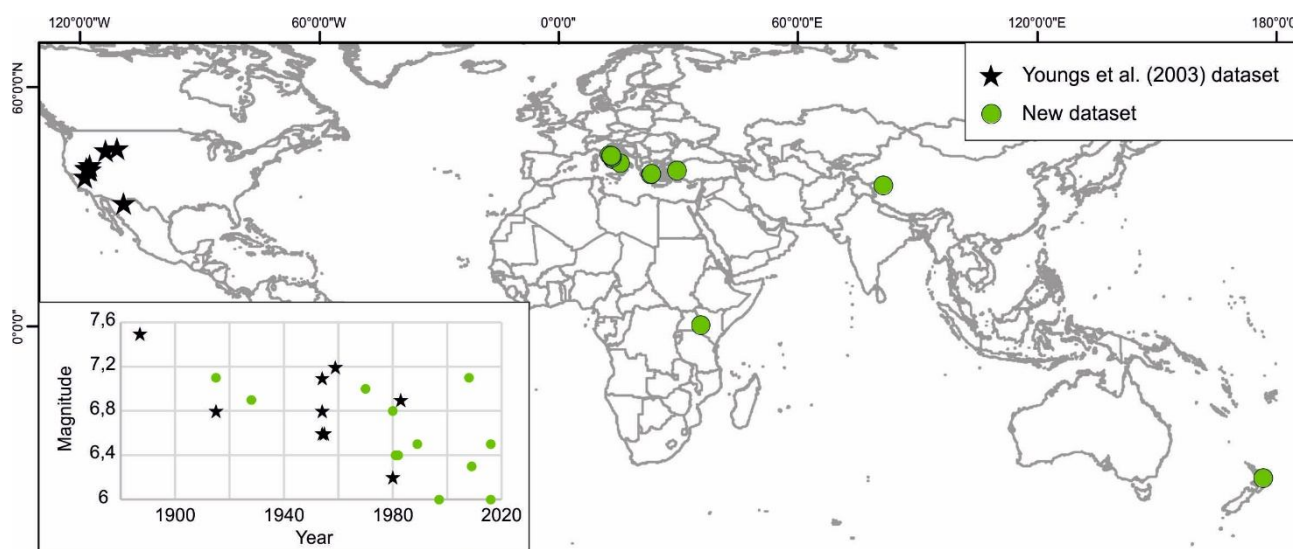 120°0'0"W 60°0'0"W 0°0'0" 60°0'0"E 120°0'0"E 180°0'0"
60°0'0"N
0°0'0"
Youngs et al. (2003) dataset
New dataset
Magnitude
7,6
7,2
6,8
6,4
6
1900 1940 1980 2020
Year